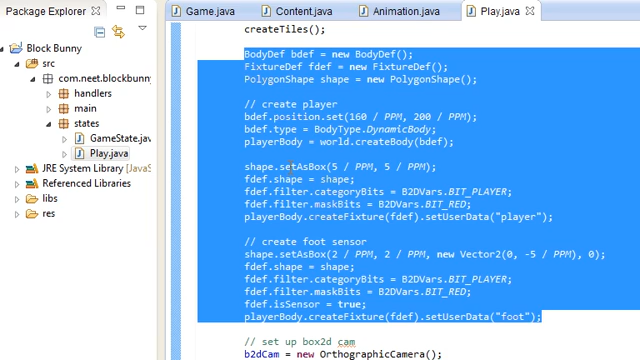 Package Explorer
Block Bunny
src
com.neet.blockbunny
handlers
main
states
GameState.java
Play.java
JRE System Library
Referenced Libraries
libs
res
Game.java
Content.java
Animation.java
Play.java
createTiles();
BodyDef bdef = new BodyDef();
FixtureDef fdef = new FixtureDef();
PolygonShape shape = new PolygonShape();
// create player
bdef.position.set(160 / PPM, 200 / PPM);
bdef.type = BodyType.DynamicBody;
playerBody = world.createBody(bdef);
shape.setAsBox(5 / PPM, 5 / PPM);
fdef.shape = shape;
fdef.filter.categoryBits = B2DVars.BIT_PLAYER;
fdef.filter.maskBits = B2DVars.BIT_RED;
playerBody.createFixture(fdef).setUserData("player");
// create foot sensor
shape.setAsBox(2 / PPM, 2 / PPM, new Vector2(0, -5 / PPM), 0);
fdef.shape = shape;
fdef.filter.categoryBits = B2DVars.BIT_PLAYER;
fdef.filter.maskBits = B2DVars.BIT_RED;
fdef.isSensor = true;
playerBody.createFixture(fdef).setUserData("foot");
// set up box2d cam
b2dCam = new OrthographicCamera();